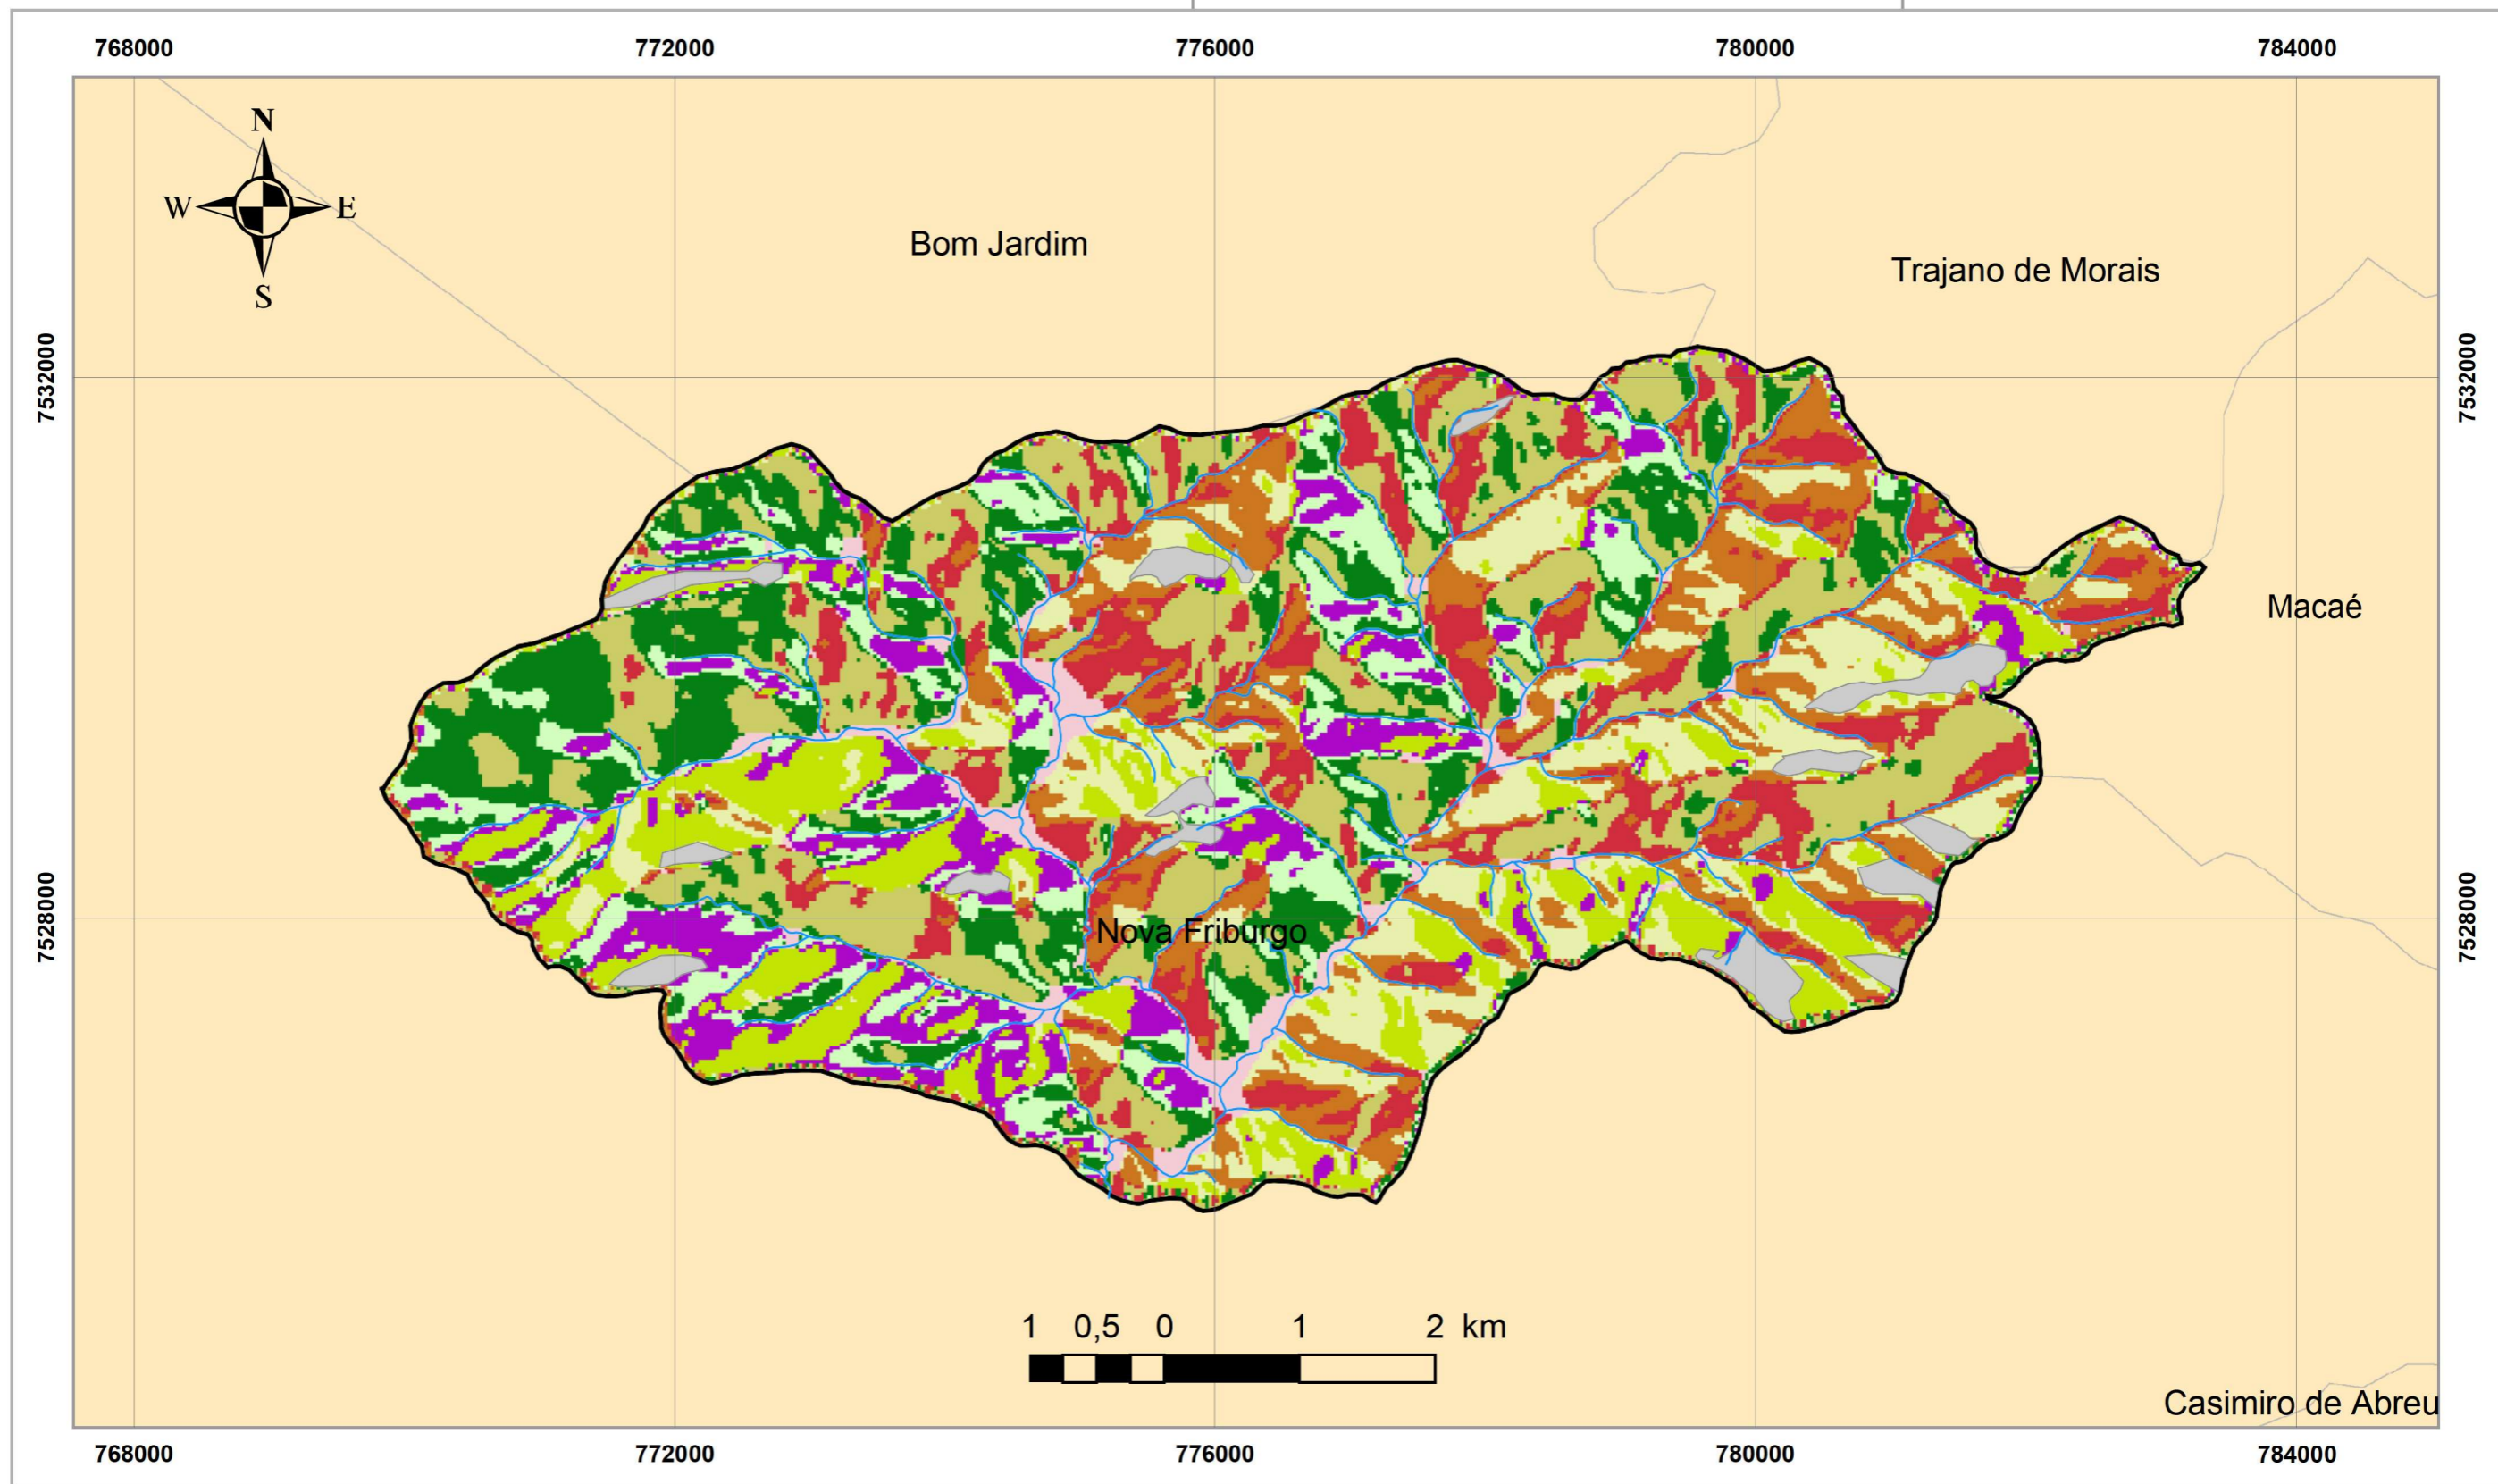 768000 772000 776000 780000 784000
N
W E
S
Bom Jardim
Trajano de Morais
7532000 7532000
Macaé
7528000 7528000
Nova Friburgo
1 0,5 0 1 2 km
Casimiro de Abreu
768000 772000 776000 780000 784000